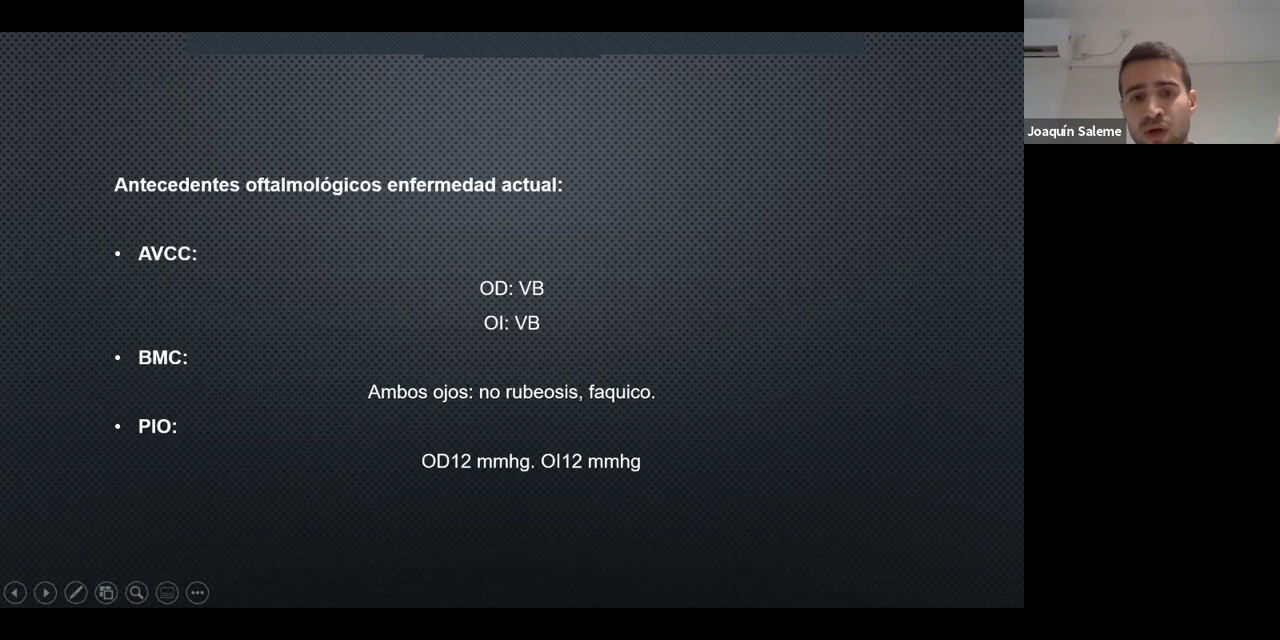 Antecedentes oftalmológicos enfermedad actual:
• AVCC:
OD: VB
OI: VB
• BMC:
Ambos ojos: no rubeosis, faquico.
• PIO:
OD12 mmhg. OI12 mmhg
Joaquín Saleme